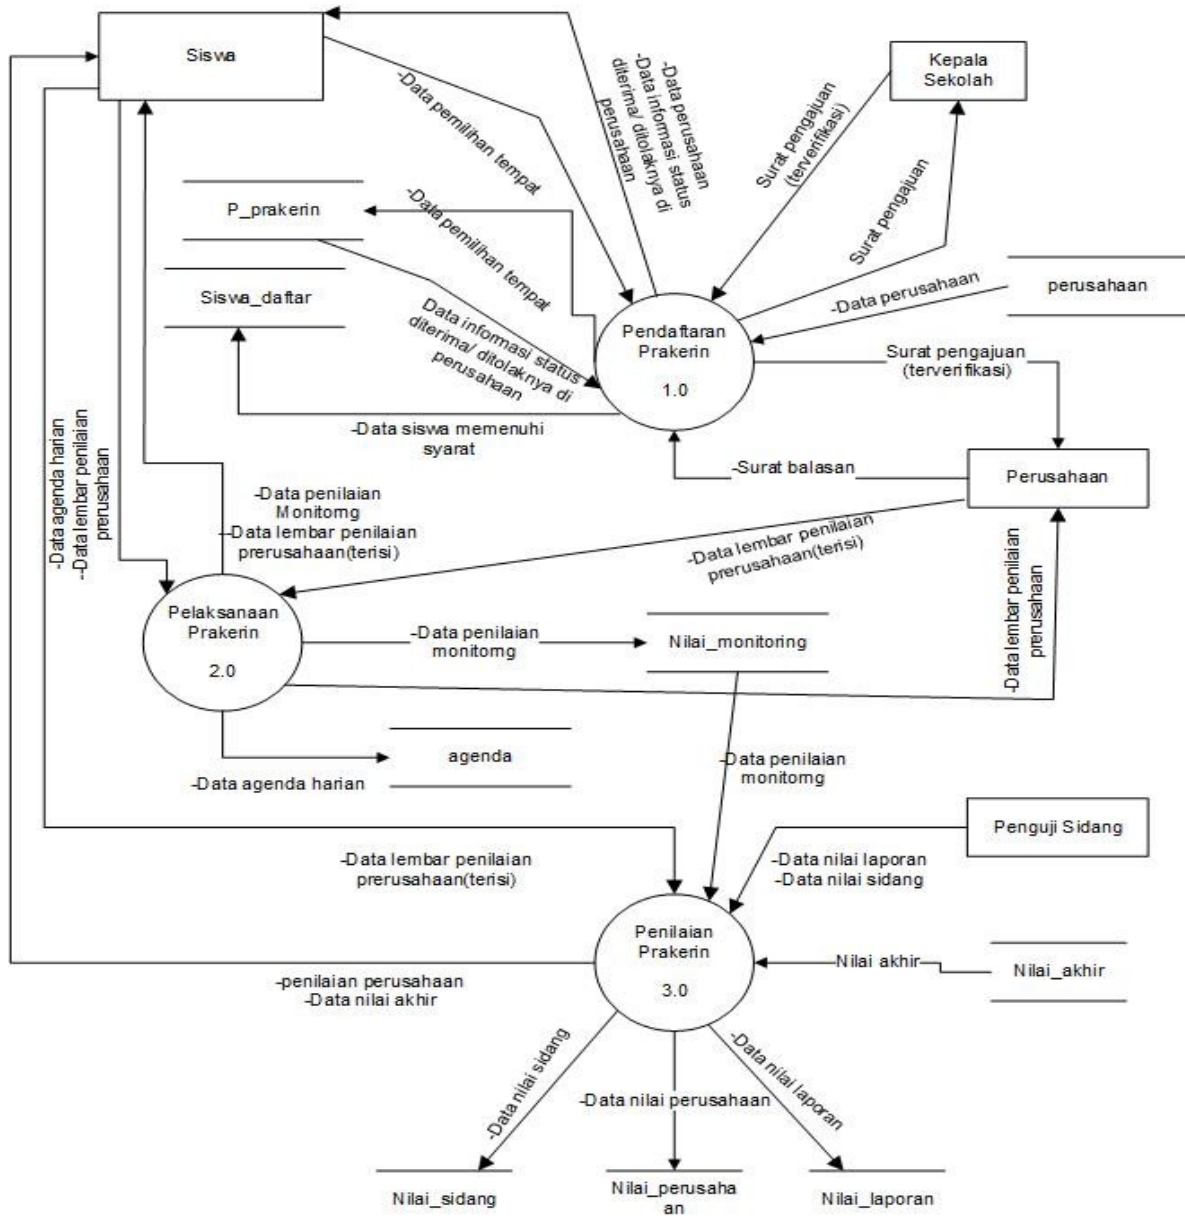 Siswa
Kepala
Sekolah
-Data pemilihan tempat
-Data perusahaan
-Data informasi status
diterima/ ditolaknya di
perusahaan
Surat pengajuan
(terverifikasi)
Surat pengajuan
P_prakerin
-Data pemilihan
tempat
Siswa_daftar
Data informasi status
diterima/ ditolaknya di
perusahaan
-Data perusahaan
perusahaan
Pendaftaran
Prakerin
1.0
Surat pengajuan
(terverifikasi)
-Data siswa memenuhi
syarat
-Surat balasan
Perusahaan
-Data agenda harian
--Data lembar penilaian
prerusahaan
-Data penilaian
Monitorng
-Data lembar penilaian
prerusahaan(terisi)
-Data lembar penilaian
prerusahaan(terisi)
-Data lembar penilaian
prerusahaan
Pelaksanaan
Prakerin
2.0
-Data penilaian
monitorng
Nilai_monitoring
agenda
-Data agenda harian
-Data penilaian
monitorng
Penguji Sidang
-Data lembar penilaian
prerusahaan(terisi)
-Data nilai laporan
-Data nilai sidang
Penilaian
Prakerin
3.0
Nilai akhir
Nilai_akhir
-penilaian perusahaan
-Data nilai akhir
-Data nilai sidang
-Data nilai perusahaan
-Data nilai laporan
Nilai_sidang
Nilai_perusaha
an
Nilai_laporan